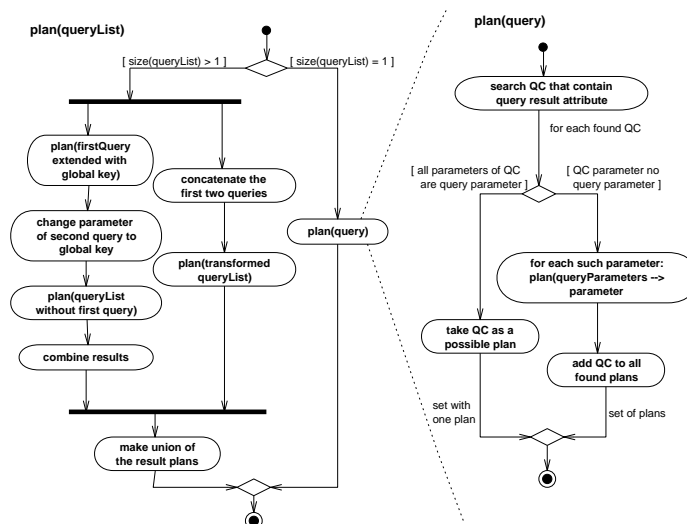 plan(queryList)
[ size(queryList) > 1 ]
[ size(queryList) = 1 ]
plan(firstQuery
extended with
global key)
change parameter
of second query to
global key
plan(queryList
without first query)
combine results
concatenate the
first two queries
plan(transformed
queryList)
make union of
the result plans
plan(query)
plan(query)
search QC that contain
query result attribute
for each found QC
[ all parameters of QC
are query parameter ]
[ QC parameter no
query parameter ]
take QC as a
possible plan
for each such parameter:
plan(queryParameters -->
parameter
add QC to all
found plans
set with
one plan
set of plans